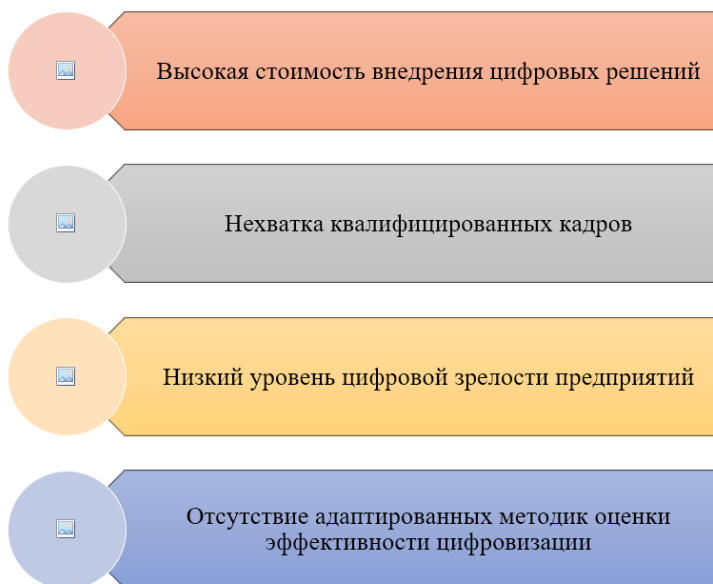 Высокая стоимость внедрения цифровых решений
Нехватка квалифицированных кадров
Низкий уровень цифровой зрелости предприятий
Отсутствие адаптированных методик оценки
эффективности цифровизации